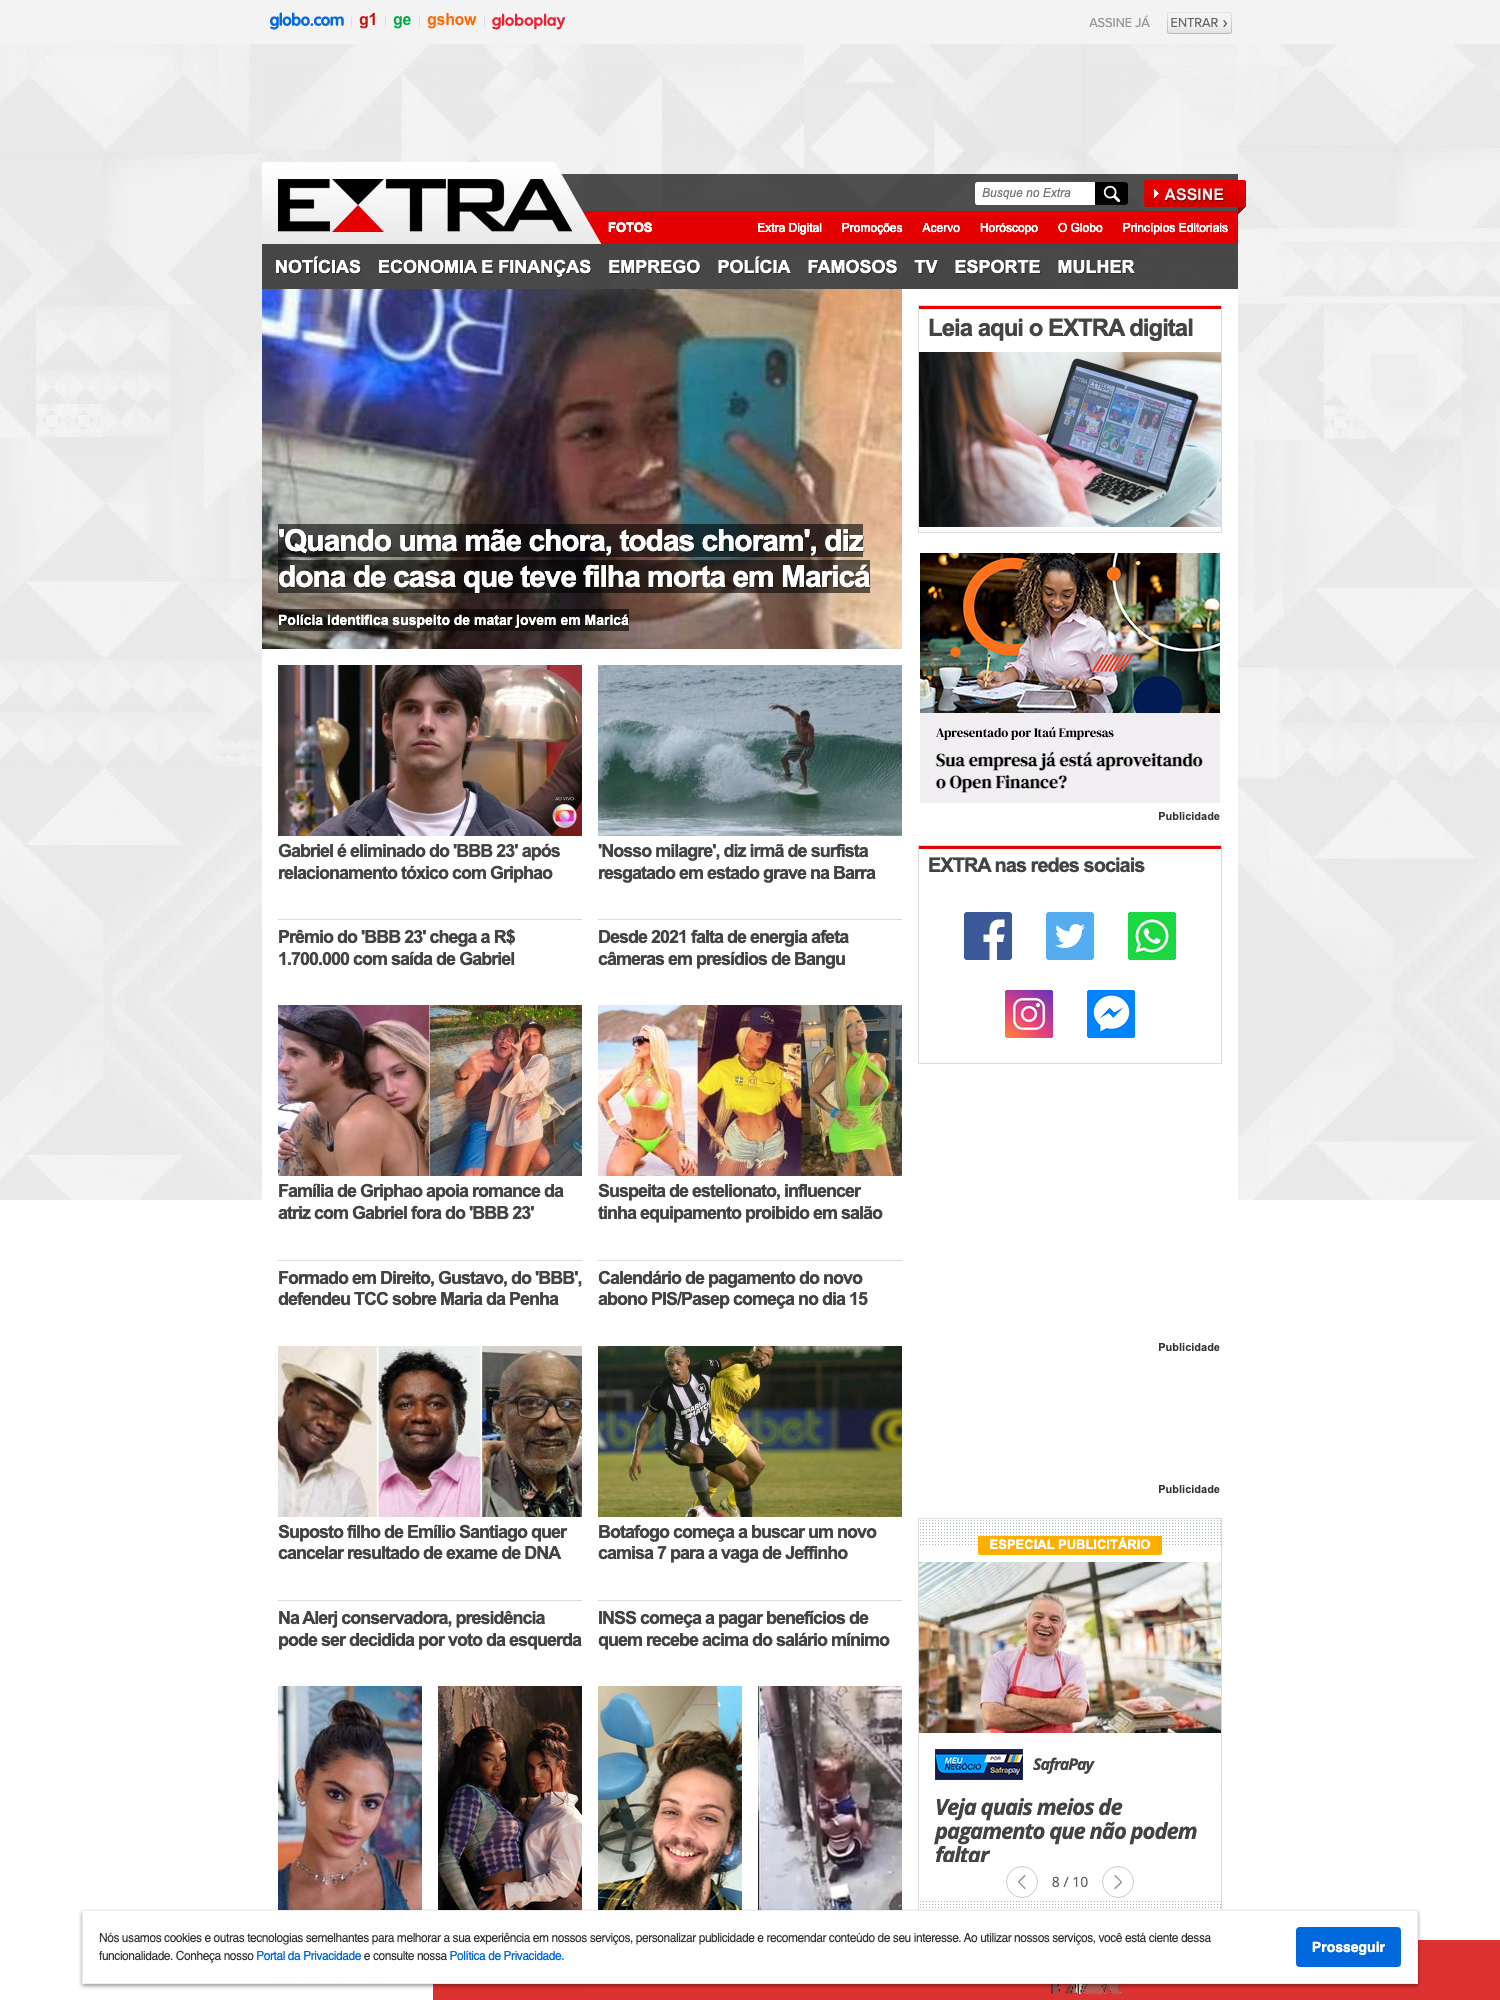 globo.com g1 ge gshow globoplay
ASSINE JÁ ENTRAR
EXTRA
Busque no Extra
ASSINE
FOTOS
Extra Digital Promoções Acervo Horóscopo O Globo Princípios Editoriais
NOTÍCIAS ECONOMIA E FINANÇAS EMPREGO POLÍCIA FAMOSOS TV ESPORTE MULHER
'Quando uma mãe chora, todas choram', diz
dona de casa que teve filha morta em Maricá
Polícia identifica suspeito de matar jovem em Maricá
Gabriel é eliminado do 'BBB 23' após
relacionamento tóxico com Griphao
'Nosso milagre', diz irmã de surfista
resgatado em estado grave na Barra
Prêmio do 'BBB 23' chega a R$
1.700.000 com saída de Gabriel
Desde 2021 falta de energia afeta
câmeras em presídios de Bangu
Família de Griphao apoia romance da
atriz com Gabriel fora do 'BBB 23'
Suspeita de estelionato, influencer
tinha equipamento proibido em salão
Formado em Direito, Gustavo, do 'BBB',
defendeu TCC sobre Maria da Penha
Calendário de pagamento do novo
abono PIS/Pasep começa no dia 15
Suposto filho de Emílio Santiago quer
cancelar resultado de exame de DNA
Botafogo começa a buscar um novo
camisa 7 para a vaga de Jeffinho
Na Alerj conservadora, presidência
pode ser decidida por voto da esquerda
INSS começa a pagar benefícios de
quem recebe acima do salário mínimo
Leia aqui o EXTRA digital
Apresentado por Itaú Empresas
Sua empresa já está aproveitando
o Open Finance?
Publicidade
EXTRA nas redes sociais
Publicidade
Publicidade
ESPECIAL PUBLICITÁRIO
MEU NEGÓCIO POR Safrapay
SafraPay
Veja quais meios de
pagamento que não podem
faltar
8 / 10
Nós usamos cookies e outras tecnologias semelhantes para melhorar a sua experiência em nossos serviços, personalizar publicidade e recomendar conteúdo de seu interesse. Ao utilizar nossos serviços, você está ciente dessa
funcionalidade. Conheça nosso Portal da Privacidade e consulte nossa Política de Privacidade.
Prosseguir